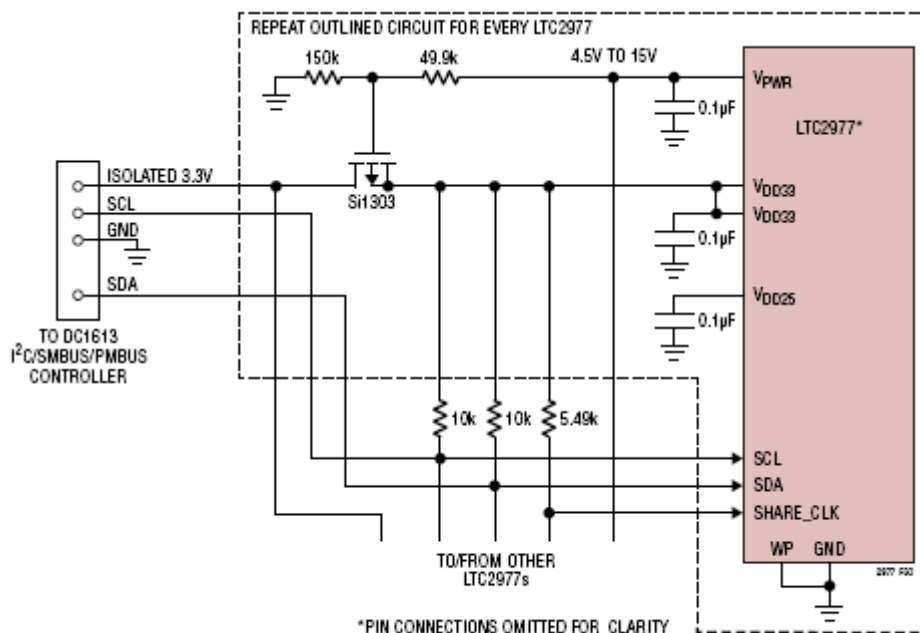 REPEAT OUTLINED CIRCUIT FOR EVERY LTC2977
150k
49.9k
4.5V TO 15V
VPWR
0.1µF
LTC2977*
ISOLATED 3.3V
Si1303
VDD33
SCL
VDD33
GND
0.1µF
SDA
VDD25
0.1µF
TO DC1613
I²C/SMBUS/PMBUS
CONTROLLER
10k
10k
5.49k
SCL
SDA
SHARE_CLK
TO/FROM OTHER
LTC2977s
WP
GND
2977 F30
*PIN CONNECTIONS OMITTED FOR CLARITY